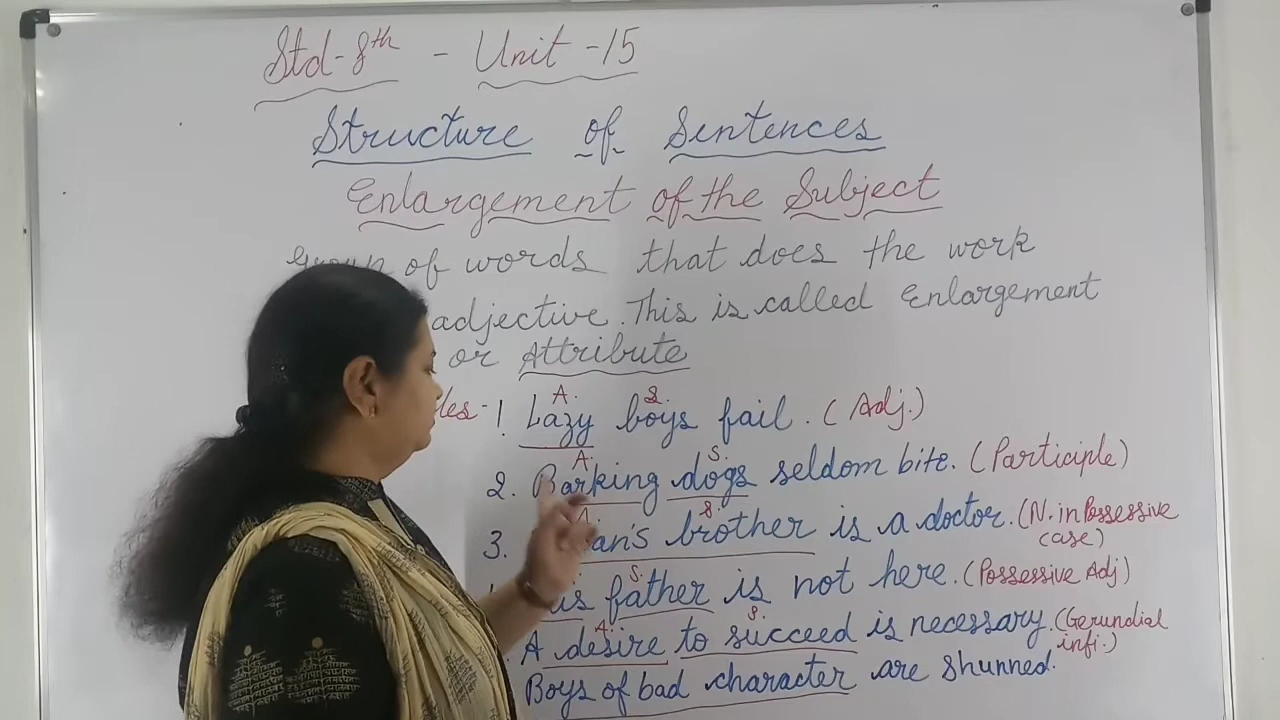 Std-8th - Unit-15
Structure of Sentences
Enlargement of the Subject
Group of words that does the work
adjective. This is called Enlargement
or Attribute
A. S.
les- 1. Lazy boys fail. (Adj.)
A. S.
2. Barking dogs seldom bite. (Participle)
A S.
3. an's brother is a doctor. (N. in Possessive case)
S.
is father is not here. (Possessive Adj)
A. S.
A desire to succeed is necessary. (Gerundial infi.)
Boys of bad character are shunned.